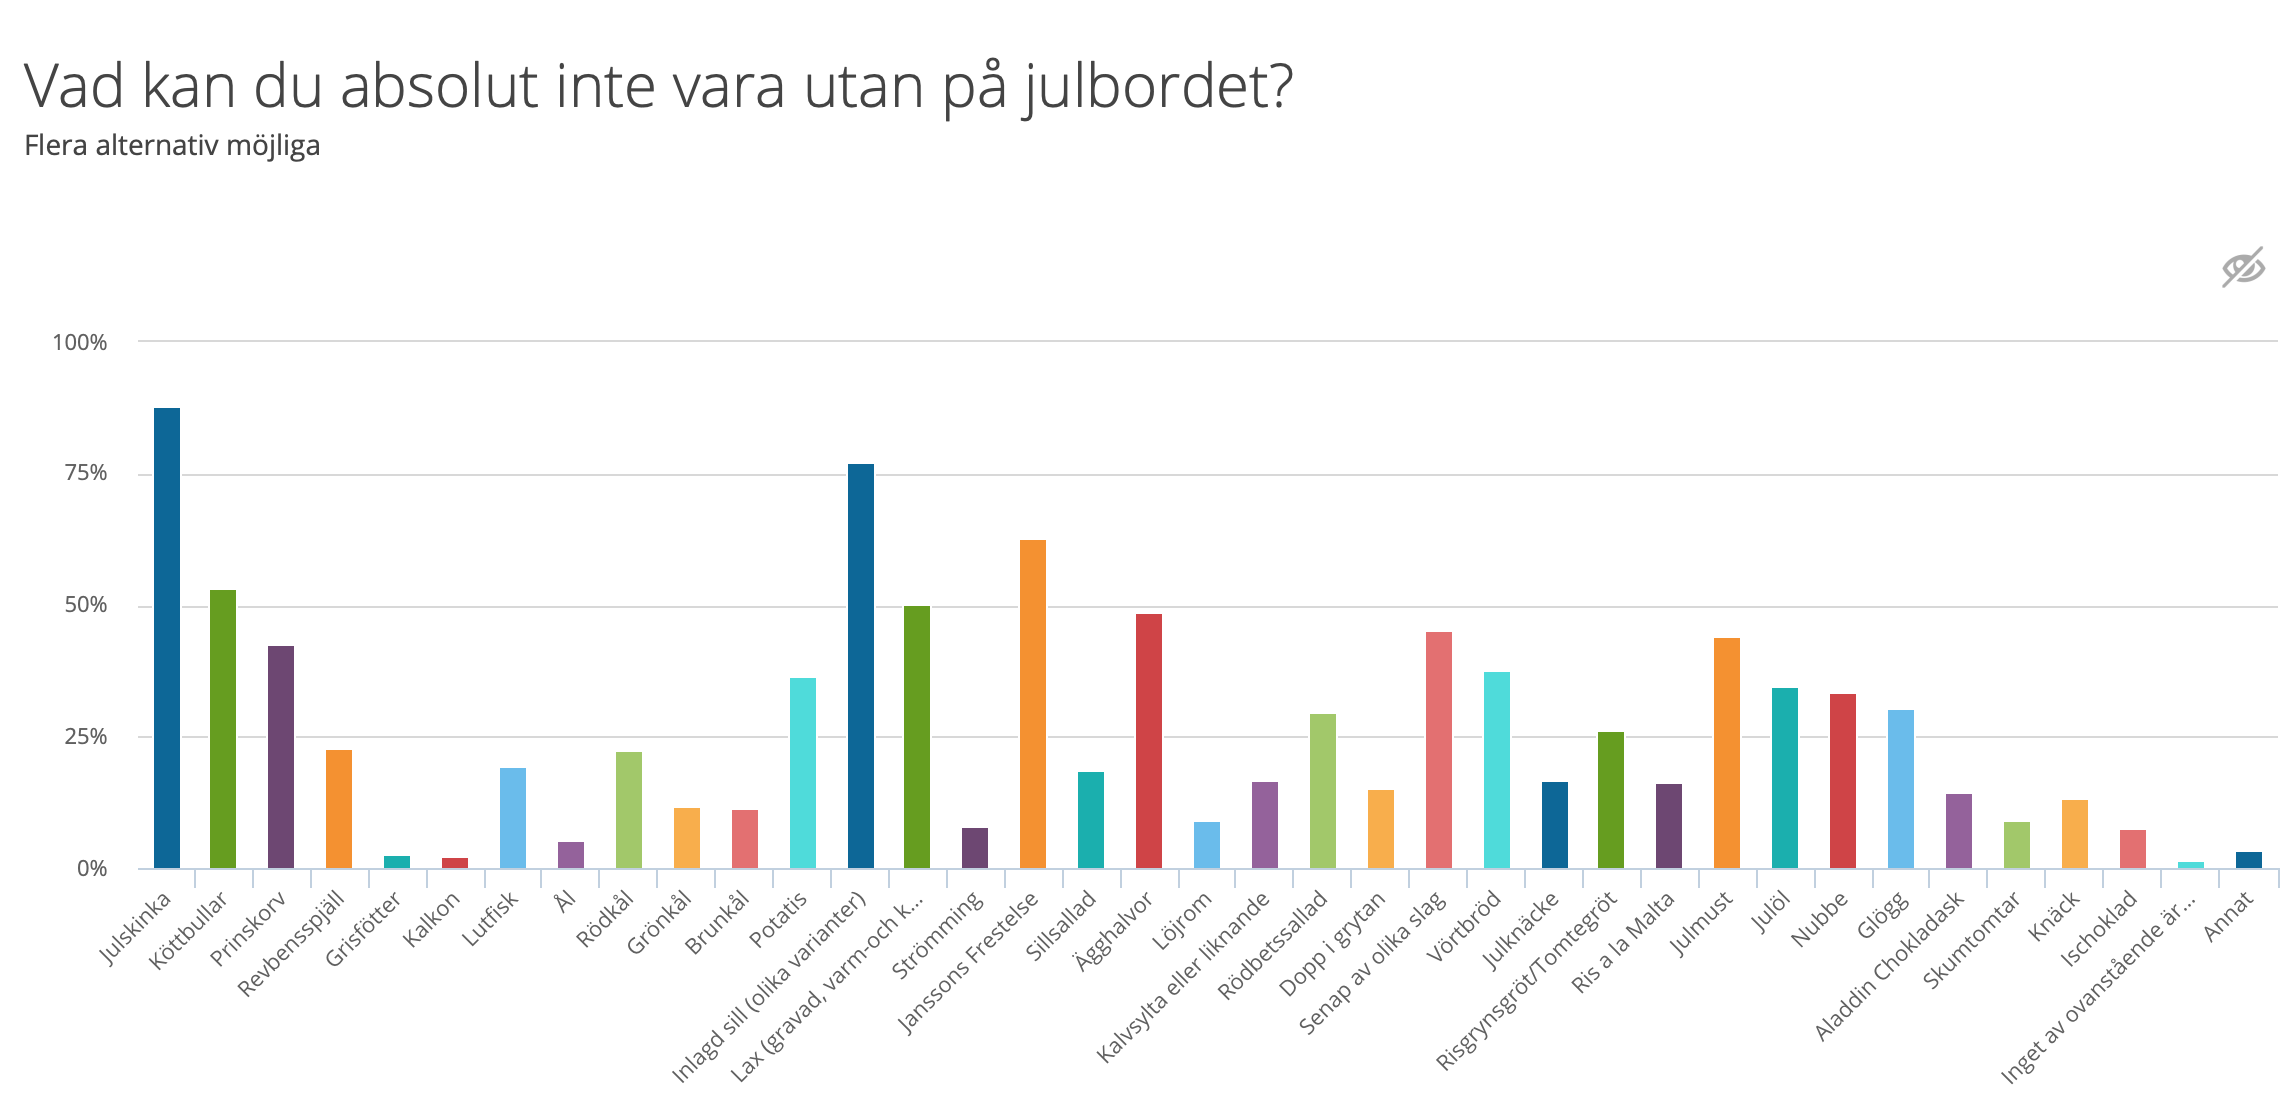 Vad kan du absolut inte vara utan på julbordet?
Flera alternativ möjliga
100%
75%
50%
25%
0%
Julskinka
Köttbullar
Prinskorv
Revbensspjäll
Grisfötter
Kalkon
Lutfisk
Ål
Rödkål
Grönkål
Brunkål
Potatis
Inlagd sill (olika varianter)
Lax (gravad, varm-och k...
Strömming
Janssons Frestelse
Sillsallad
Ägghalvor
Löjrom
Kalvsylta eller liknande
Rödbetssallad
Dopp i grytan
Senap av olika slag
Vörtbröd
Julknäcke
Risgrynsgröt/Tomtegröt
Ris a la Malta
Julmust
Julöl
Nubbe
Glögg
Aladdin Chokladask
Skumtomtar
Knäck
Ischoklad
Inget av ovanstående är...
Annat